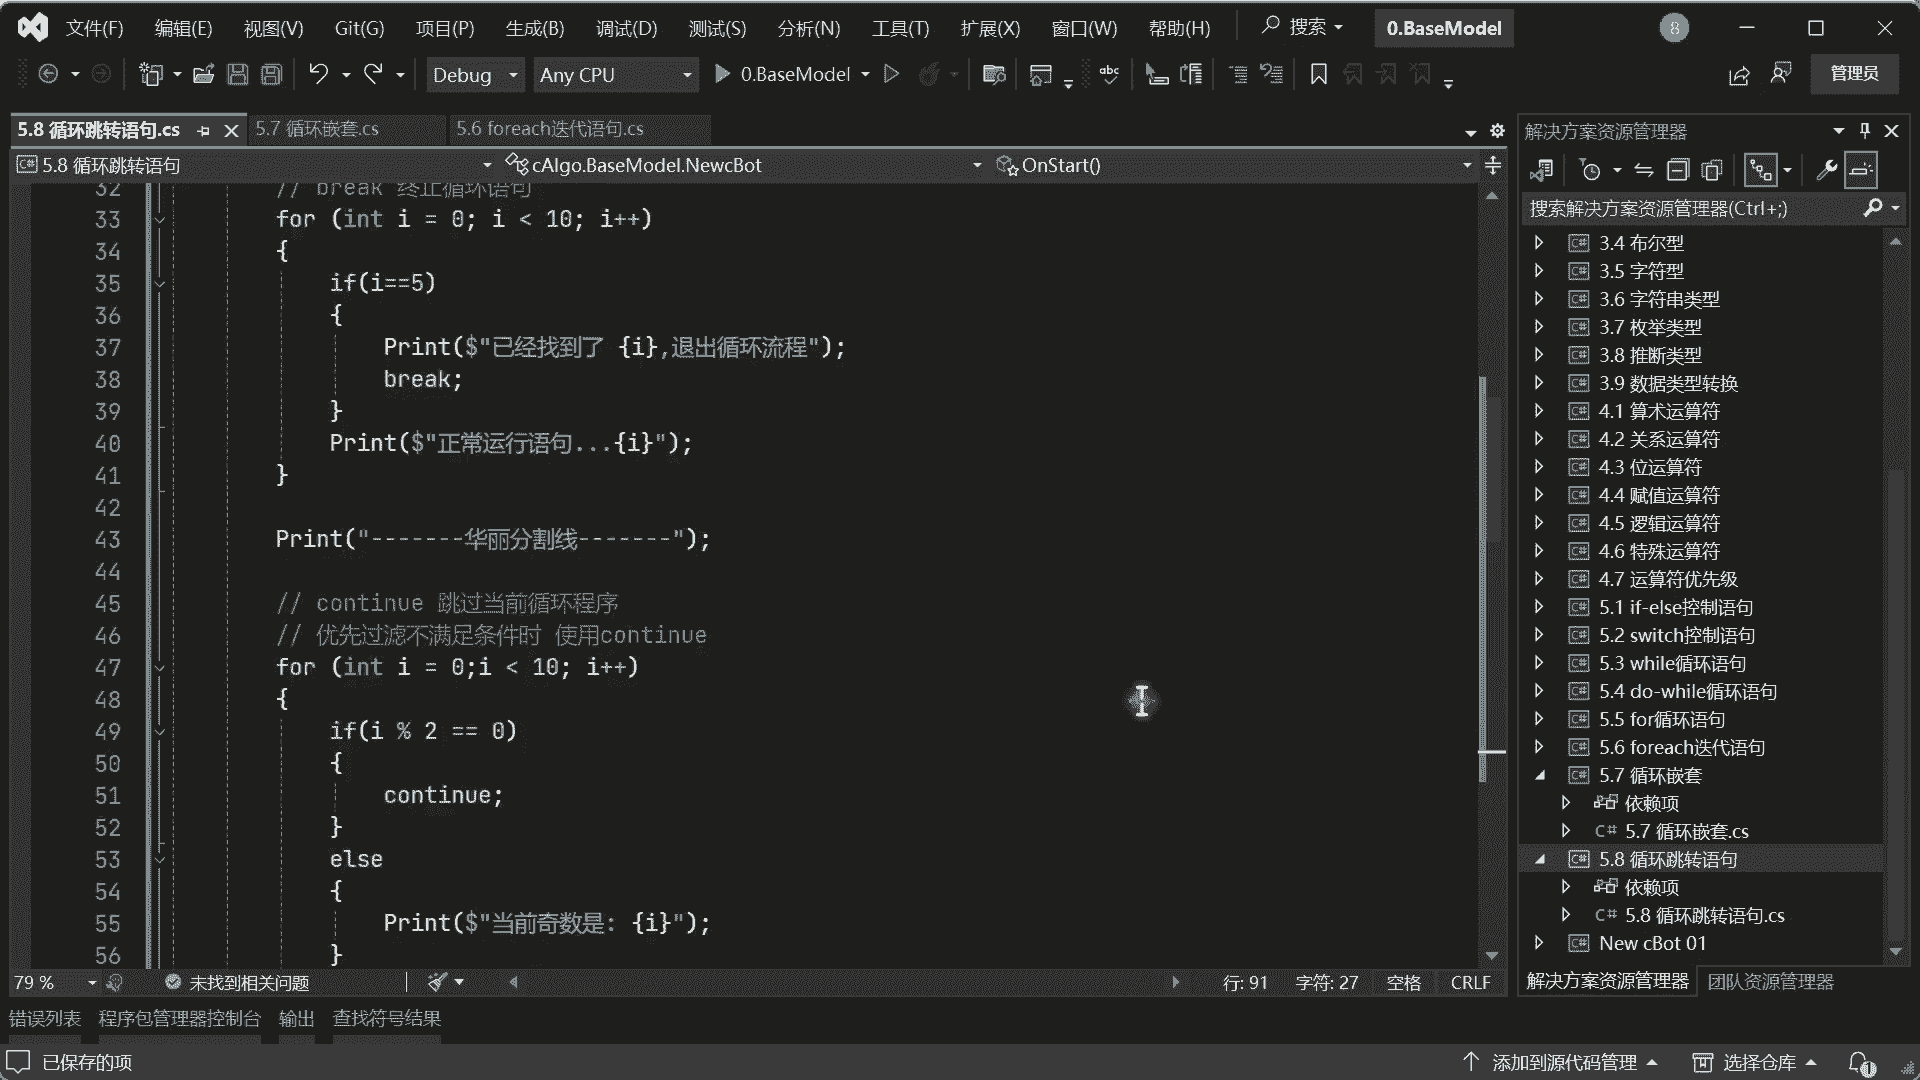 文件(F) 编辑(E) 视图(V) Git(G) 项目(P) 生成(B) 调试(D) 测试(S) 分析(N) 工具(T) 扩展(X) 窗口(W) 帮助(H) 搜索 0.BaseModel 8
Debug Any CPU 0.BaseModel abc 管理员
5.8 循环跳转语句.cs 5.7 循环嵌套.cs 5.6 foreach迭代语句.cs
5.8 循环跳转语句 cAlgo.BaseModel.NewcBot OnStart()
32 // break 终止循环语句
33 for (int i = 0; i < 10; i++)
34 {
35 if(i==5)
36 {
37 Print($"已经找到了 {i},退出循环流程");
38 break;
39 }
40 Print($"正常运行语句...{i}");
41 }
42
43 Print("-------华丽分割线-------");
44
45 // continue 跳过当前循环程序
46 // 优先过滤不满足条件时 使用continue
47 for (int i = 0;i < 10; i++)
48 {
49 if(i % 2 == 0)
50 {
51 continue;
52 }
53 else
54 {
55 Print($"当前奇数是: {i}");
56 }
79 % 未找到相关问题 行: 91 字符: 27 空格 CRLF
解决方案资源管理器
搜索解决方案资源管理器(Ctrl+;)
C# 3.4 布尔型
C# 3.5 字符型
C# 3.6 字符串类型
C# 3.7 枚举类型
C# 3.8 推断类型
C# 3.9 数据类型转换
C# 4.1 算术运算符
C# 4.2 关系运算符
C# 4.3 位运算符
C# 4.4 赋值运算符
C# 4.5 逻辑运算符
C# 4.6 特殊运算符
C# 4.7 运算符优先级
C# 5.1 if-else控制语句
C# 5.2 switch控制语句
C# 5.3 while循环语句
C# 5.4 do-while循环语句
C# 5.5 for循环语句
C# 5.6 foreach迭代语句
C# 5.7 循环嵌套
依赖项
C# 5.7 循环嵌套.cs
C# 5.8 循环跳转语句
依赖项
C# 5.8 循环跳转语句.cs
C# New cBot 01
解决方案资源管理器 团队资源管理器
错误列表 程序包管理器控制台 输出 查找符号结果
已保存的项 添加到源代码管理 选择仓库 1